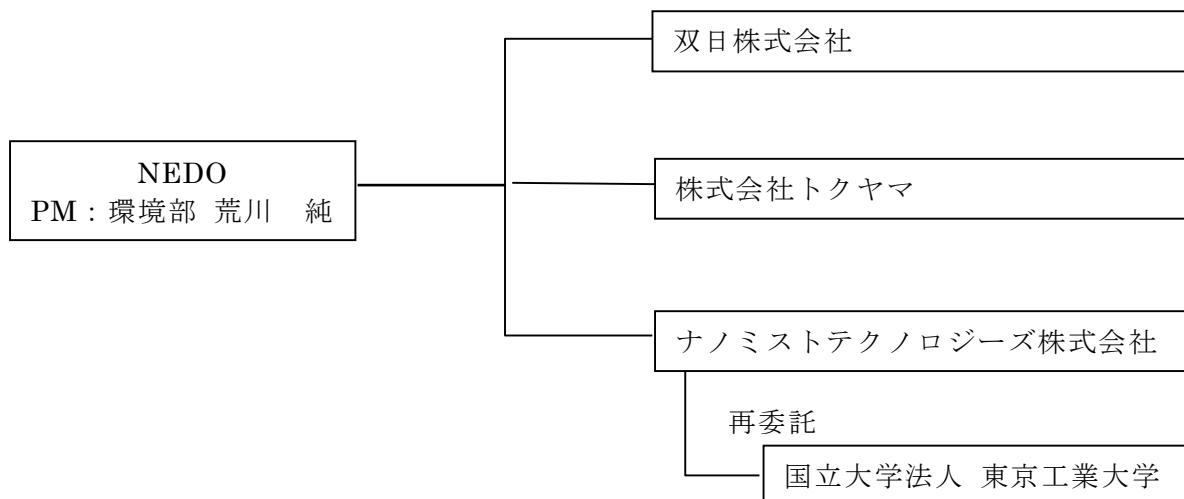 双日株式会社
NEDO
PM：環境部 荒川　純
株式会社トクヤマ
ナノミストテクノロジーズ株式会社
再委託
国立大学法人 東京工業大学